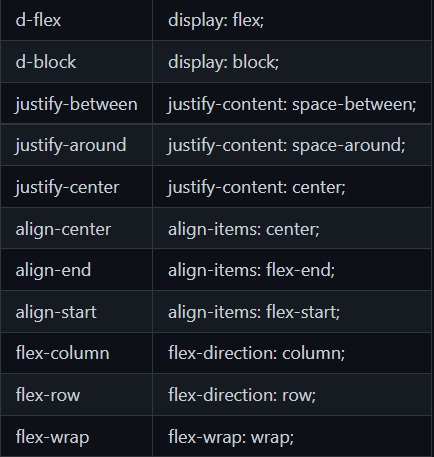 d-flex display: flex;
d-block display: block;
justify-between justify-content: space-between;
justify-around justify-content: space-around;
justify-center justify-content: center;
align-center align-items: center;
align-end align-items: flex-end;
align-start align-items: flex-start;
flex-column flex-direction: column;
flex-row flex-direction: row;
flex-wrap flex-wrap: wrap;